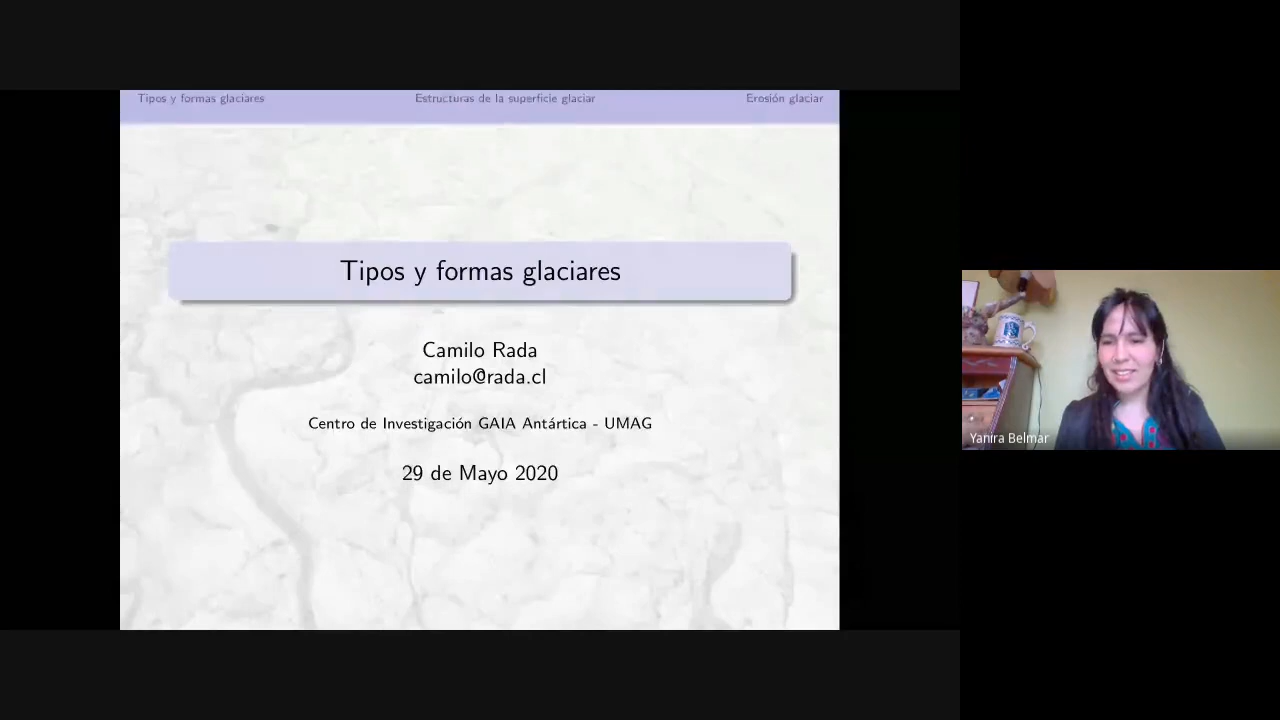 Tipos y formas glaciares
Estructuras de la superficie glaciar
Erosión glaciar
Tipos y formas glaciares
Camilo Rada
camilo@rada.cl
Centro de Investigación GAIA Antártica - UMAG
29 de Mayo 2020
Yanira Belmar